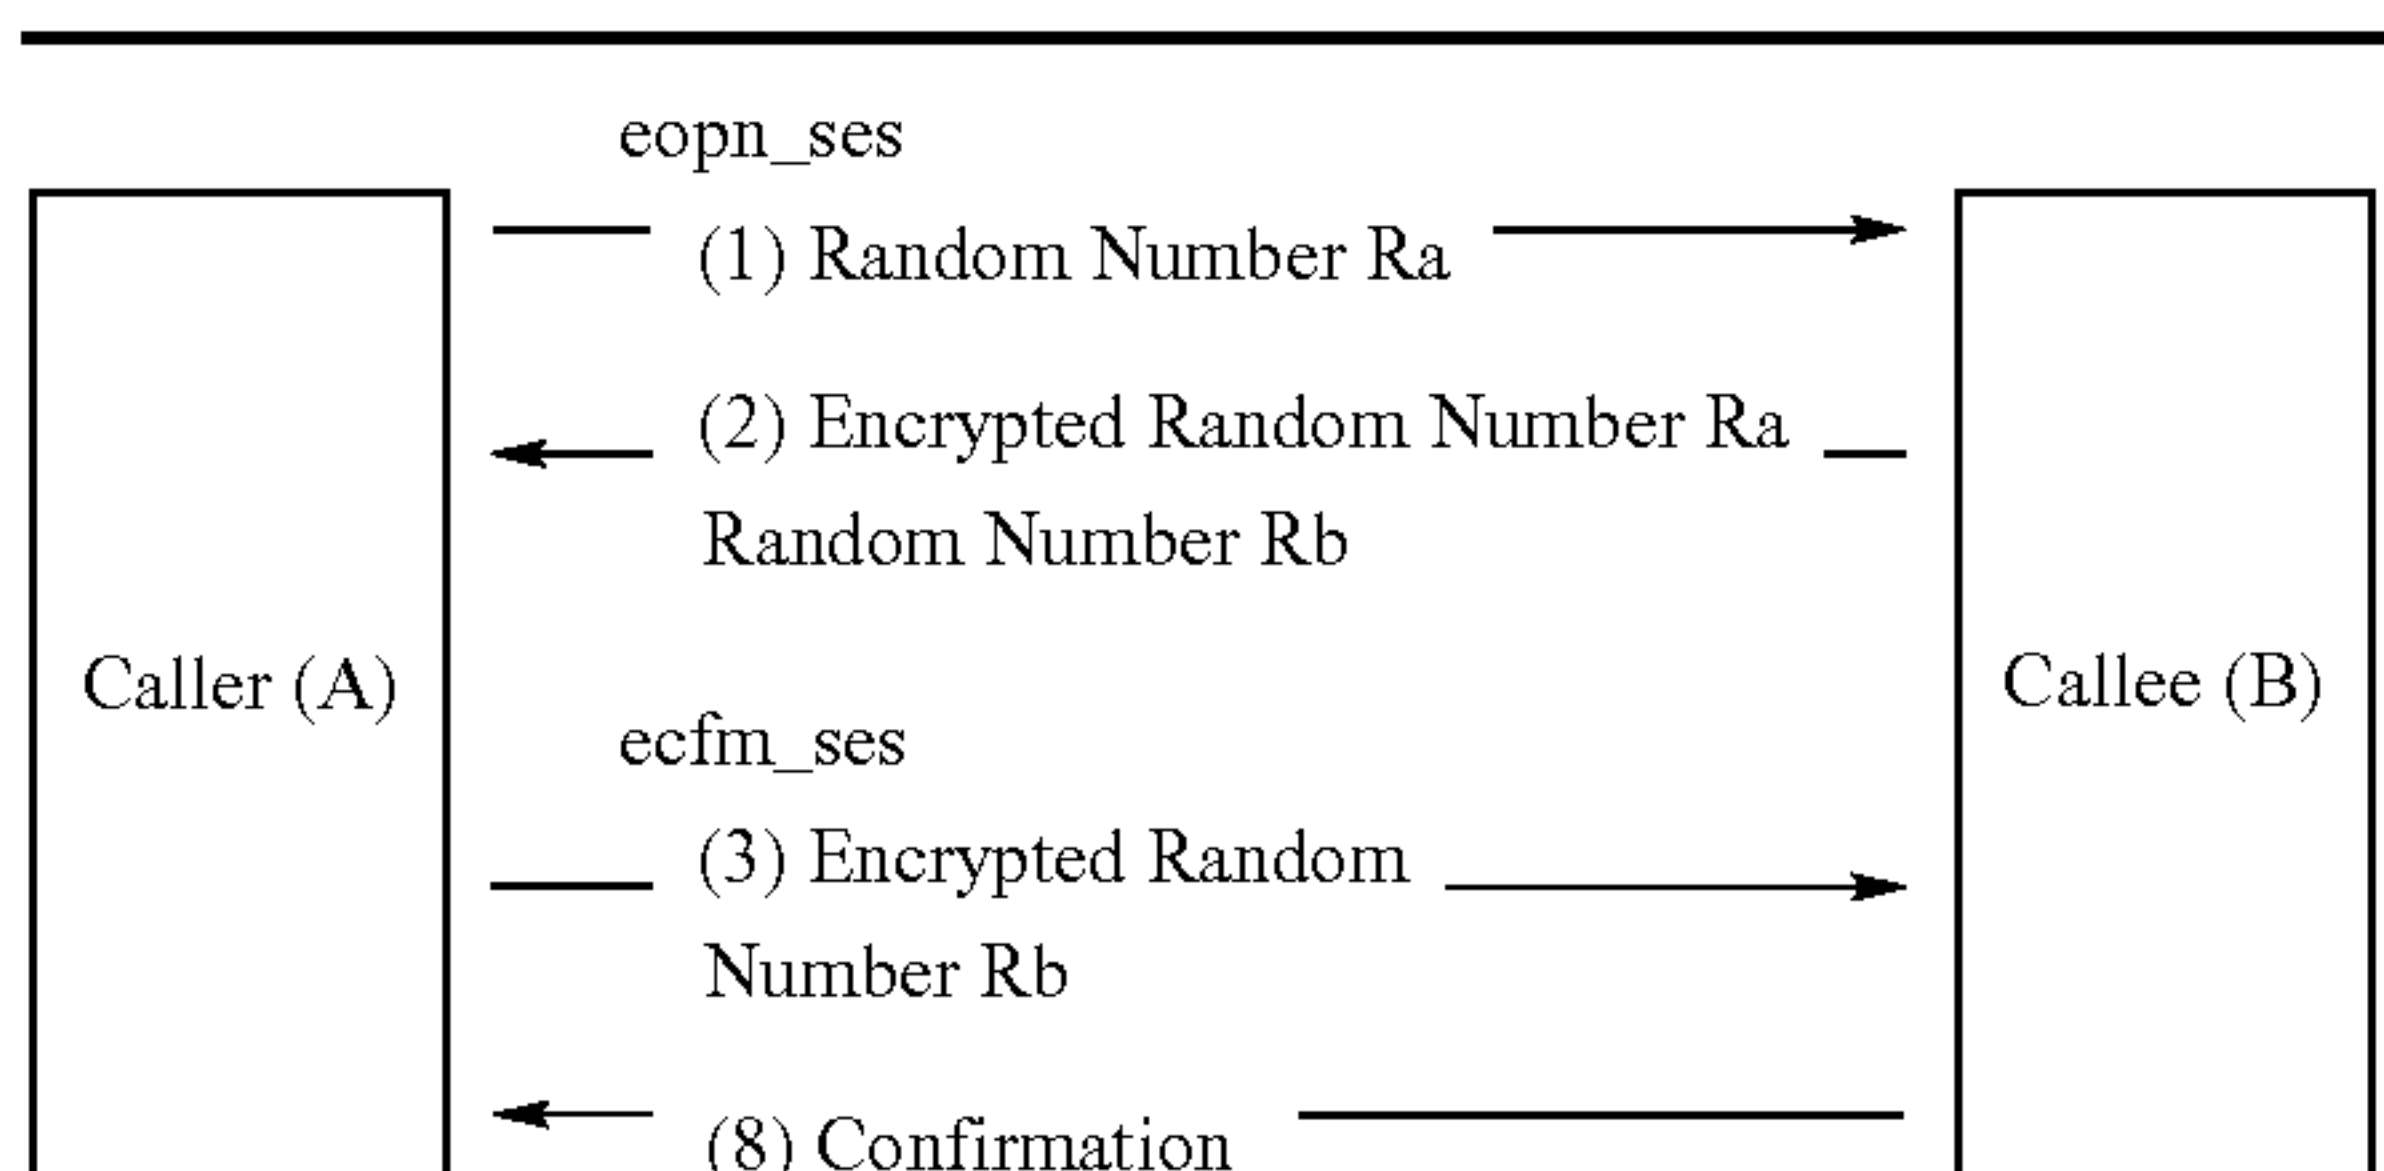 eopn_ses
(1) Random Number Ra
(2) Encrypted Random Number Ra
Random Number Rb
Caller (A)
Callee (B)
ecfm_ses
(3) Encrypted Random
Number Rb
(8) Confirmation